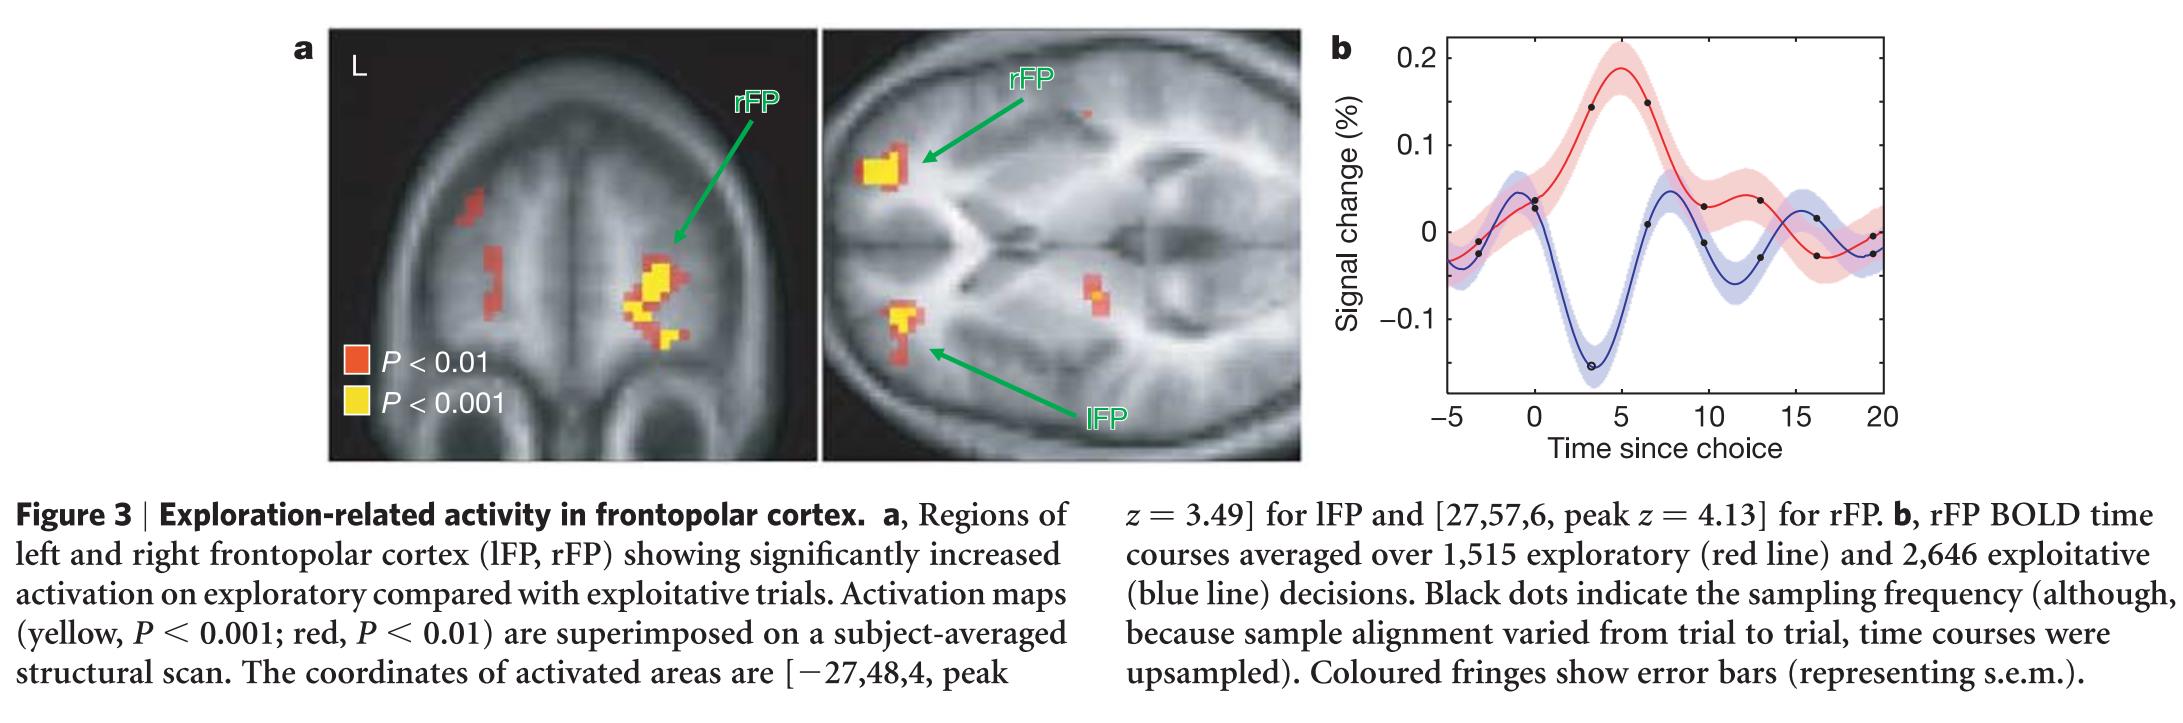 a
L
rFP
P < 0.01
P < 0.001
rFP
lFP
b
Signal change (%)
0.2
0.1
0
−0.1
−5 0 5 10 15 20
Time since choice
Figure 3 | Exploration-related activity in frontopolar cortex. a, Regions of
left and right frontopolar cortex (lFP, rFP) showing significantly increased
activation on exploratory compared with exploitative trials. Activation maps
(yellow, P < 0.001; red, P < 0.01) are superimposed on a subject-averaged
structural scan. The coordinates of activated areas are [−27,48,4, peak
z = 3.49] for lFP and [27,57,6, peak z = 4.13] for rFP. b, rFP BOLD time
courses averaged over 1,515 exploratory (red line) and 2,646 exploitative
(blue line) decisions. Black dots indicate the sampling frequency (although,
because sample alignment varied from trial to trial, time courses were
upsampled). Coloured fringes show error bars (representing s.e.m.).